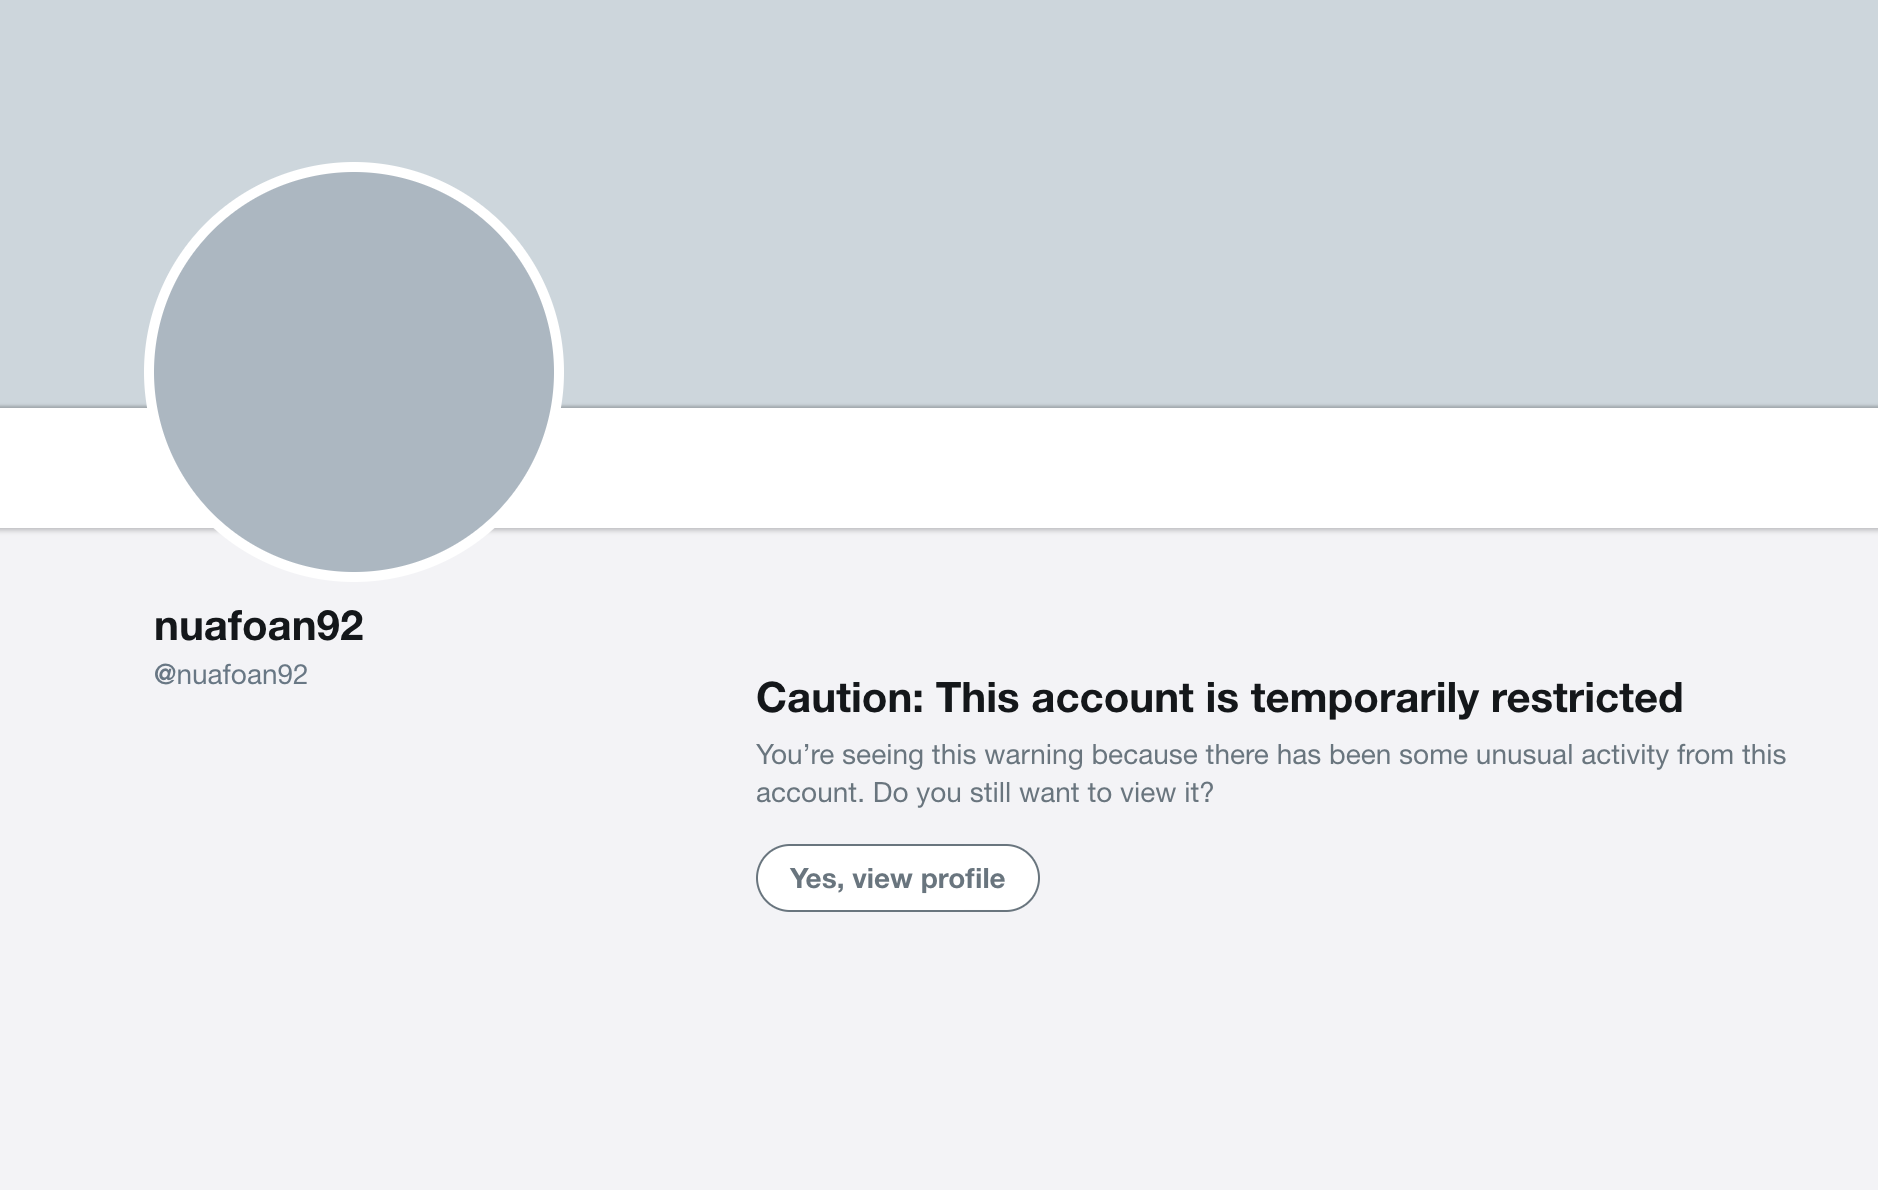 nuafoan92
@nuafoan92
Caution: This account is temporarily restricted
You’re seeing this warning because there has been some unusual activity from this
account. Do you still want to view it?
Yes, view profile